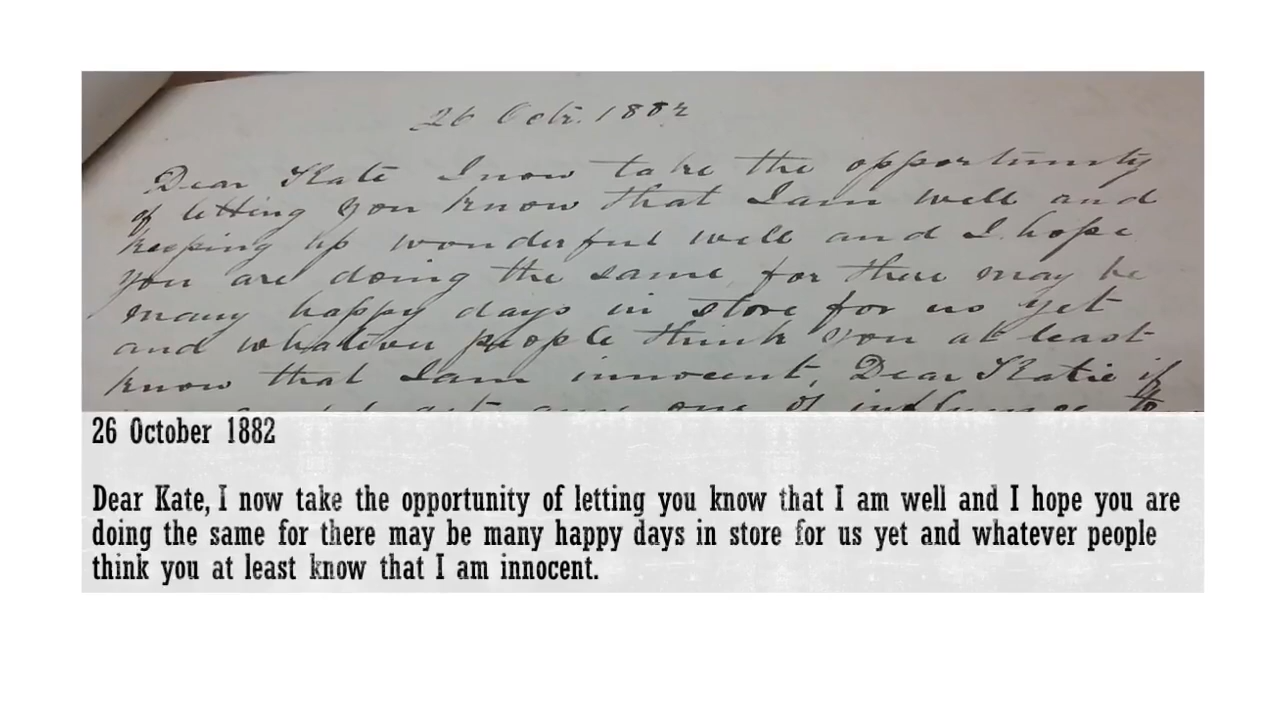 26 Octr. 1882
Dear Kate I now take the opportunity
of letting you know that I am well and
keeping up wonderful well and I hope
you are doing the same for there may be
many happy days in store for us yet
and whatever people think you at least
know that I am innocent, Dear Katie if
one of influence to
26 October 1882
Dear Kate, I now take the opportunity of letting you know that I am well and I hope you are
doing the same for there may be many happy days in store for us yet and whatever people
think you at least know that I am innocent.